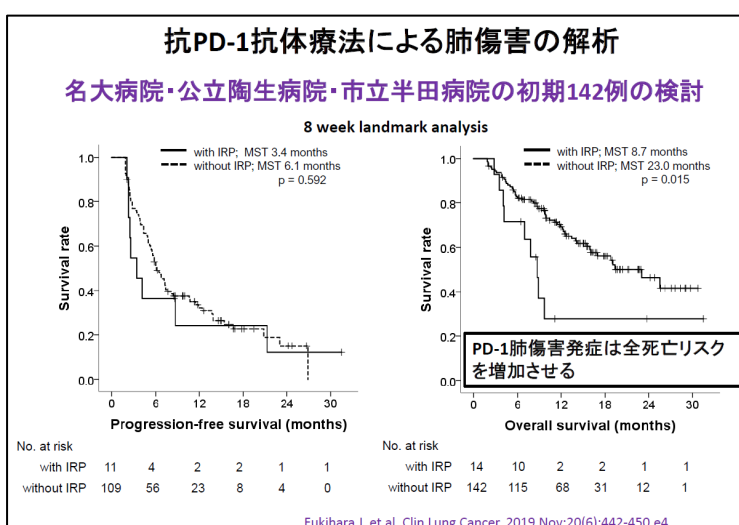 抗PD-1抗体療法による肺傷害の解析
名大病院・公立陶生病院・市立半田病院の初期142例の検討
8 week landmark analysis
with IRP; MST 3.4 months
without IRP; MST 6.1 months
p = 0.592
Survival rate
1.0
0.8
0.6
0.4
0.2
0.0
0 6 12 18 24 30
Progression-free survival (months)
No. at risk
with IRP 11 4 2 2 1 1
without IRP 109 56 23 8 4 0
with IRP; MST 8.7 months
without IRP; MST 23.0 months
p = 0.015
Survival rate
1.0
0.8
0.6
0.4
0.2
0.0
PD-1肺傷害発症は全死亡リスク
を増加させる
0 6 12 18 24 30
Overall survival (months)
No. at risk
with IRP 14 10 2 2 1 1
without IRP 142 115 68 31 12 1
Fukihara J, et al. Clin Lung Cancer. 2019 Nov;20(6):442-450.e4